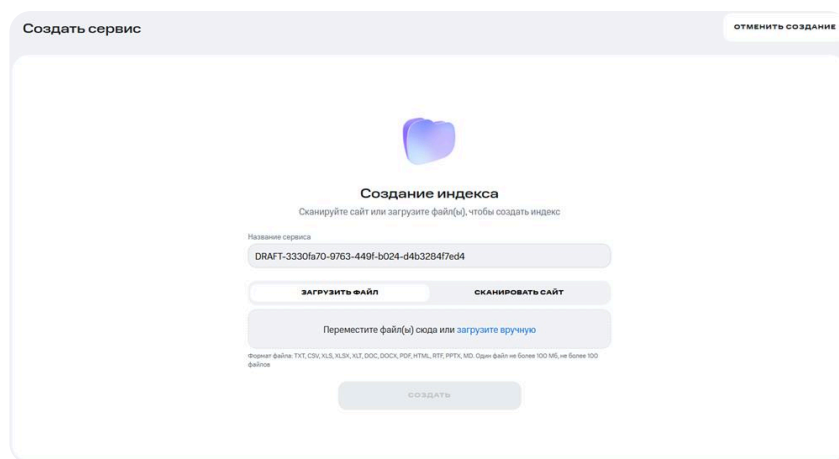 Создать сервис
ОТМЕНИТЬ СОЗДАНИЕ
Создание индекса
Сканируйте сайт или загрузите файл(ы), чтобы создать индекс
Название сервиса
DRAFT-3330fa70-9763-449f-b024-d4b3284f7ed4
ЗАГРУЗИТЬ ФАЙЛ
СКАНИРОВАТЬ САЙТ
Переместите файл(ы) сюда или загрузите вручную
Формат файла: TXT, CSV, XLS, XLSX, XLT, DOC, DOCX, PDF, HTML, RTF, PPTX, MD. Один файл не более 100 Мб, не более 100
файлов
СОЗДАТЬ